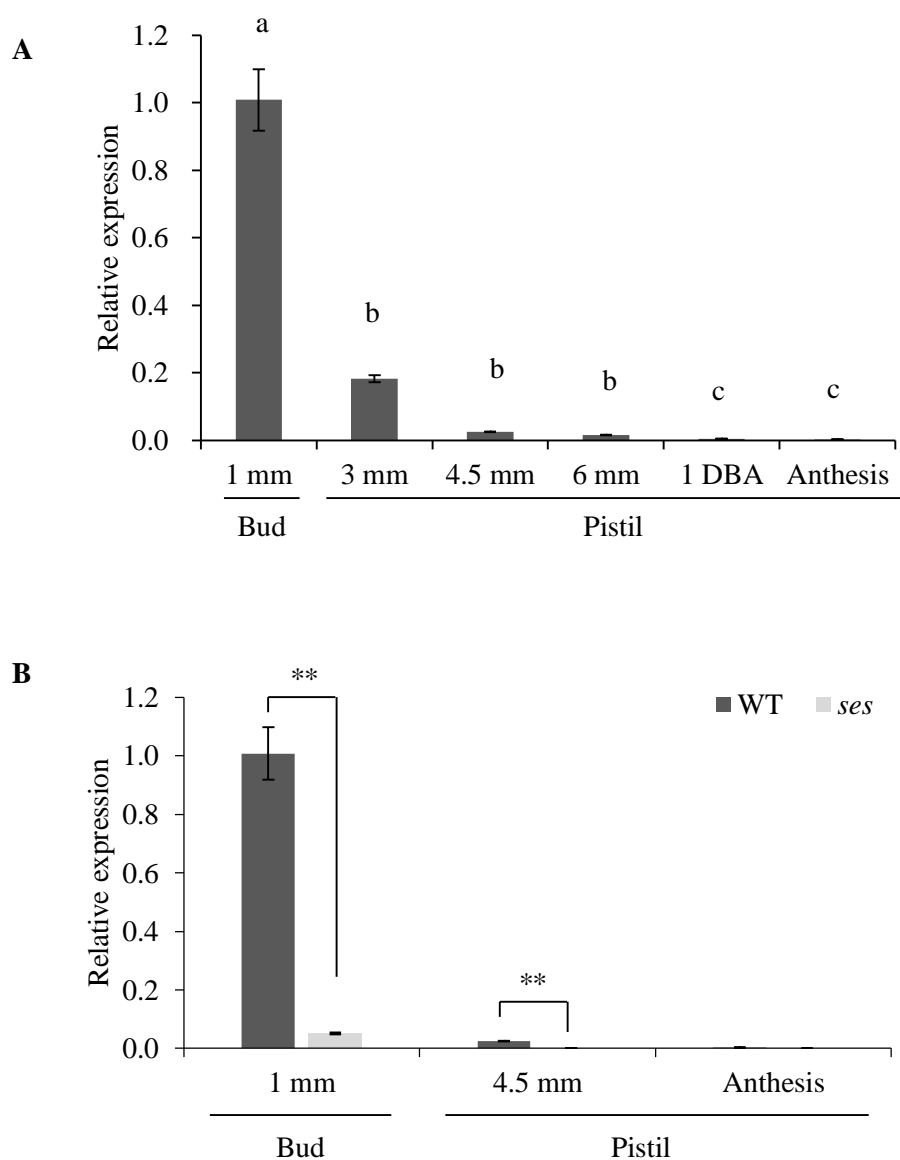 A
a
1.2
1.0
0.8
0.6
0.4
0.2
0.0
Relative expression
b
b
b
c
c
1 mm
3 mm
4.5 mm
6 mm
1 DBA
Anthesis
Bud
Pistil
B
**
1.2
1.0
0.8
0.6
0.4
0.2
0.0
Relative expression
WT
ses
**
1 mm
4.5 mm
Anthesis
Bud
Pistil